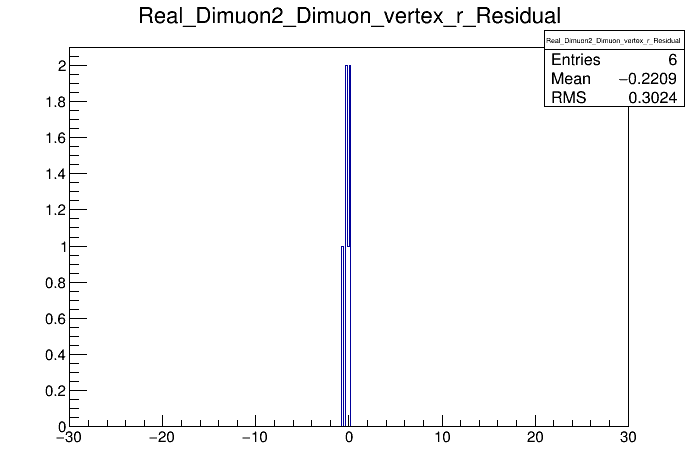 Real_Dimuon2_Dimuon_vertex_r_Residual
Real_Dimuon2_Dimuon_vertex_r_Residual
Entries 6
Mean −0.2209
RMS 0.3024
2
1.8
1.6
1.4
1.2
1
0.8
0.6
0.4
0.2
0
−30 −20 −10 0 10 20 30